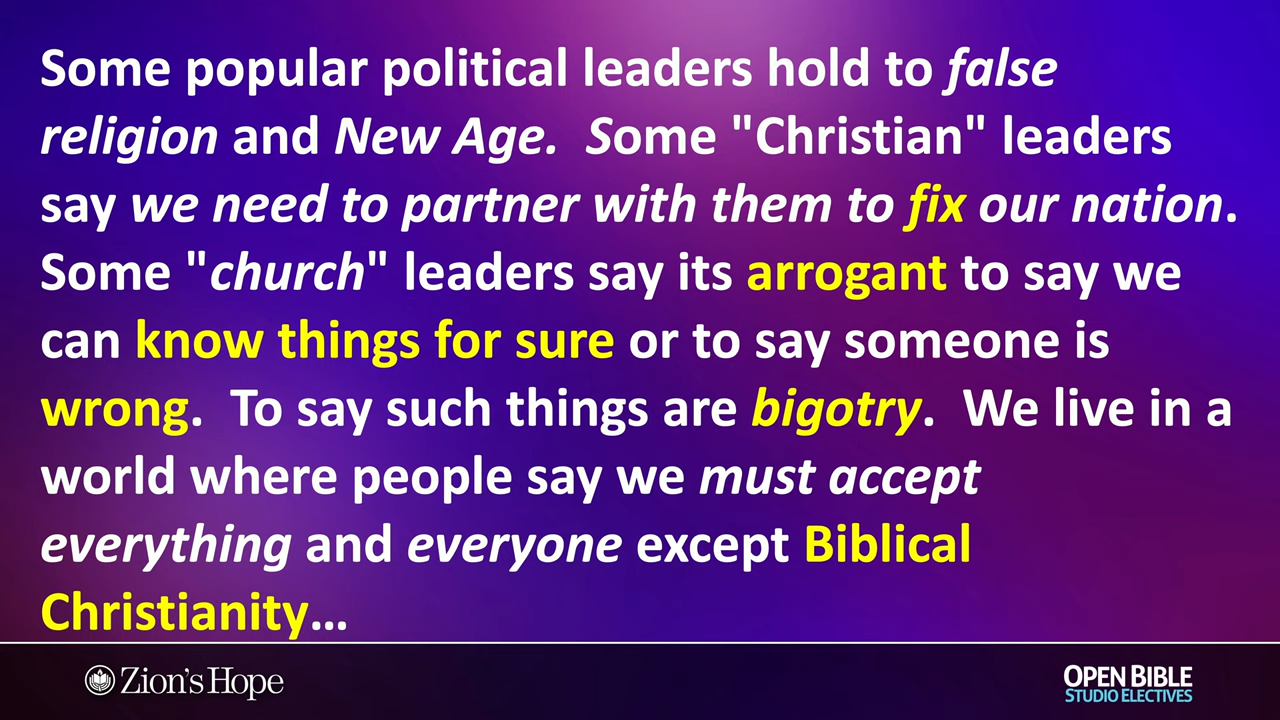 Some popular political leaders hold to false
religion and New Age.  Some "Christian" leaders
say we need to partner with them to fix our nation.
Some "church" leaders say its arrogant to say we
can know things for sure or to say someone is
wrong.  To say such things are bigotry.  We live in a
world where people say we must accept
everything and everyone except Biblical
Christianity...
Zion's Hope
OPEN BIBLE
STUDIO ELECTIVES